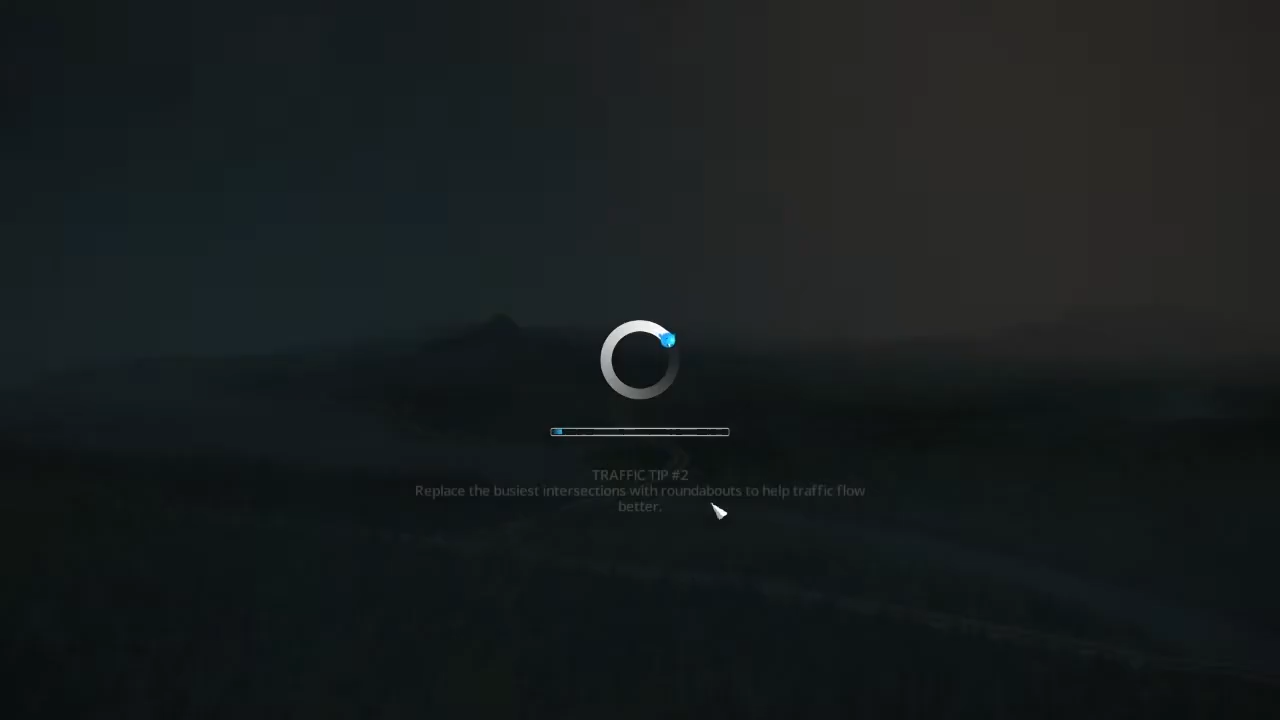 TRAFFIC TIP #2
Replace the busiest intersections with roundabouts to help traffic flow
better.